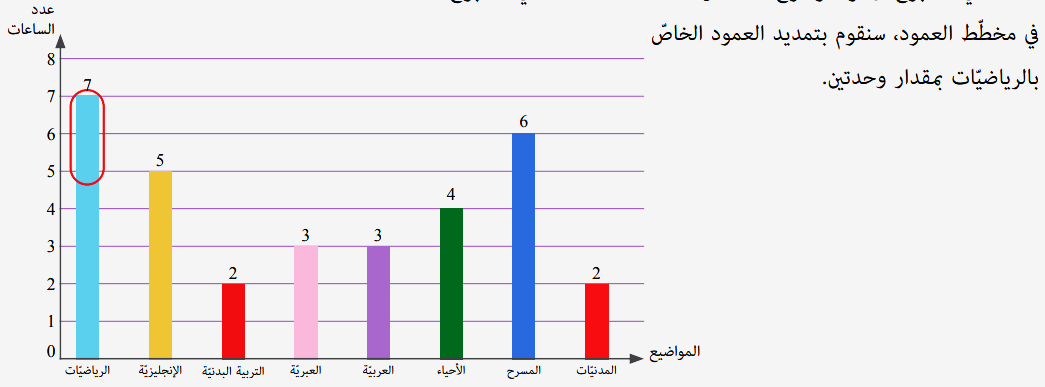 في مخطّط العمود، سنقوم بتمديد العمود الخاصّ
بالرياضيّات بمقدار وحدتين.
عدد
الساعات
8
7
6
5
4
3
2
1
0
7
5
2
3
3
4
6
2
الرياضيّات
الإنجليزيّة
التربية البدنيّة
العبريّة
العربيّة
الأحياء
المسرح
المدنيّات
المواضيع